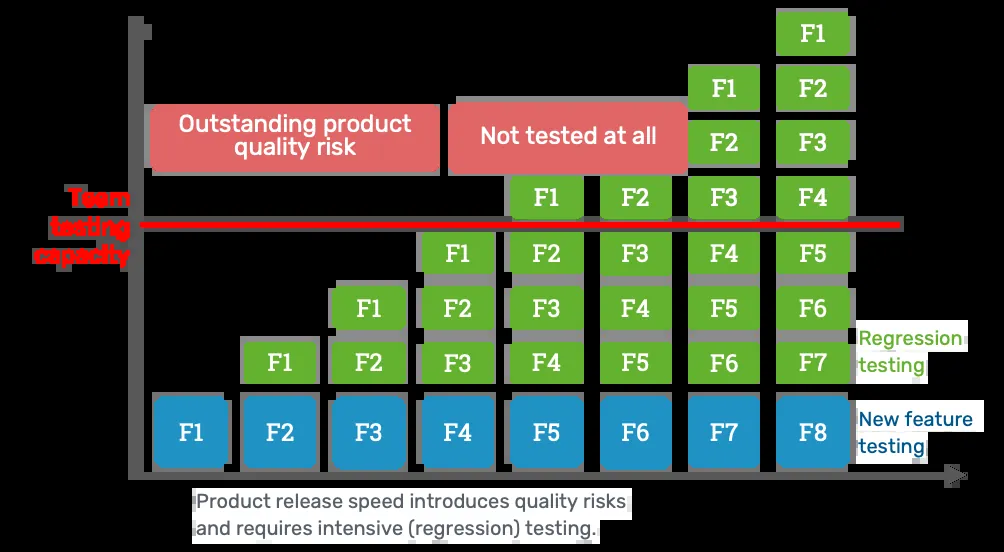 F1
F1
F2
Outstanding product
quality risk
Not tested at all
F2
F3
Team
testing
capacity
F1
F2
F3
F4
F1
F2
F3
F4
F5
F1
F2
F3
F4
F5
F6
F1
F2
F3
F4
F5
F6
F7
Regression
testing
F1
F2
F3
F4
F5
F6
F7
F8
New feature
testing
Product release speed introduces quality risks
and requires intensive (regression) testing.